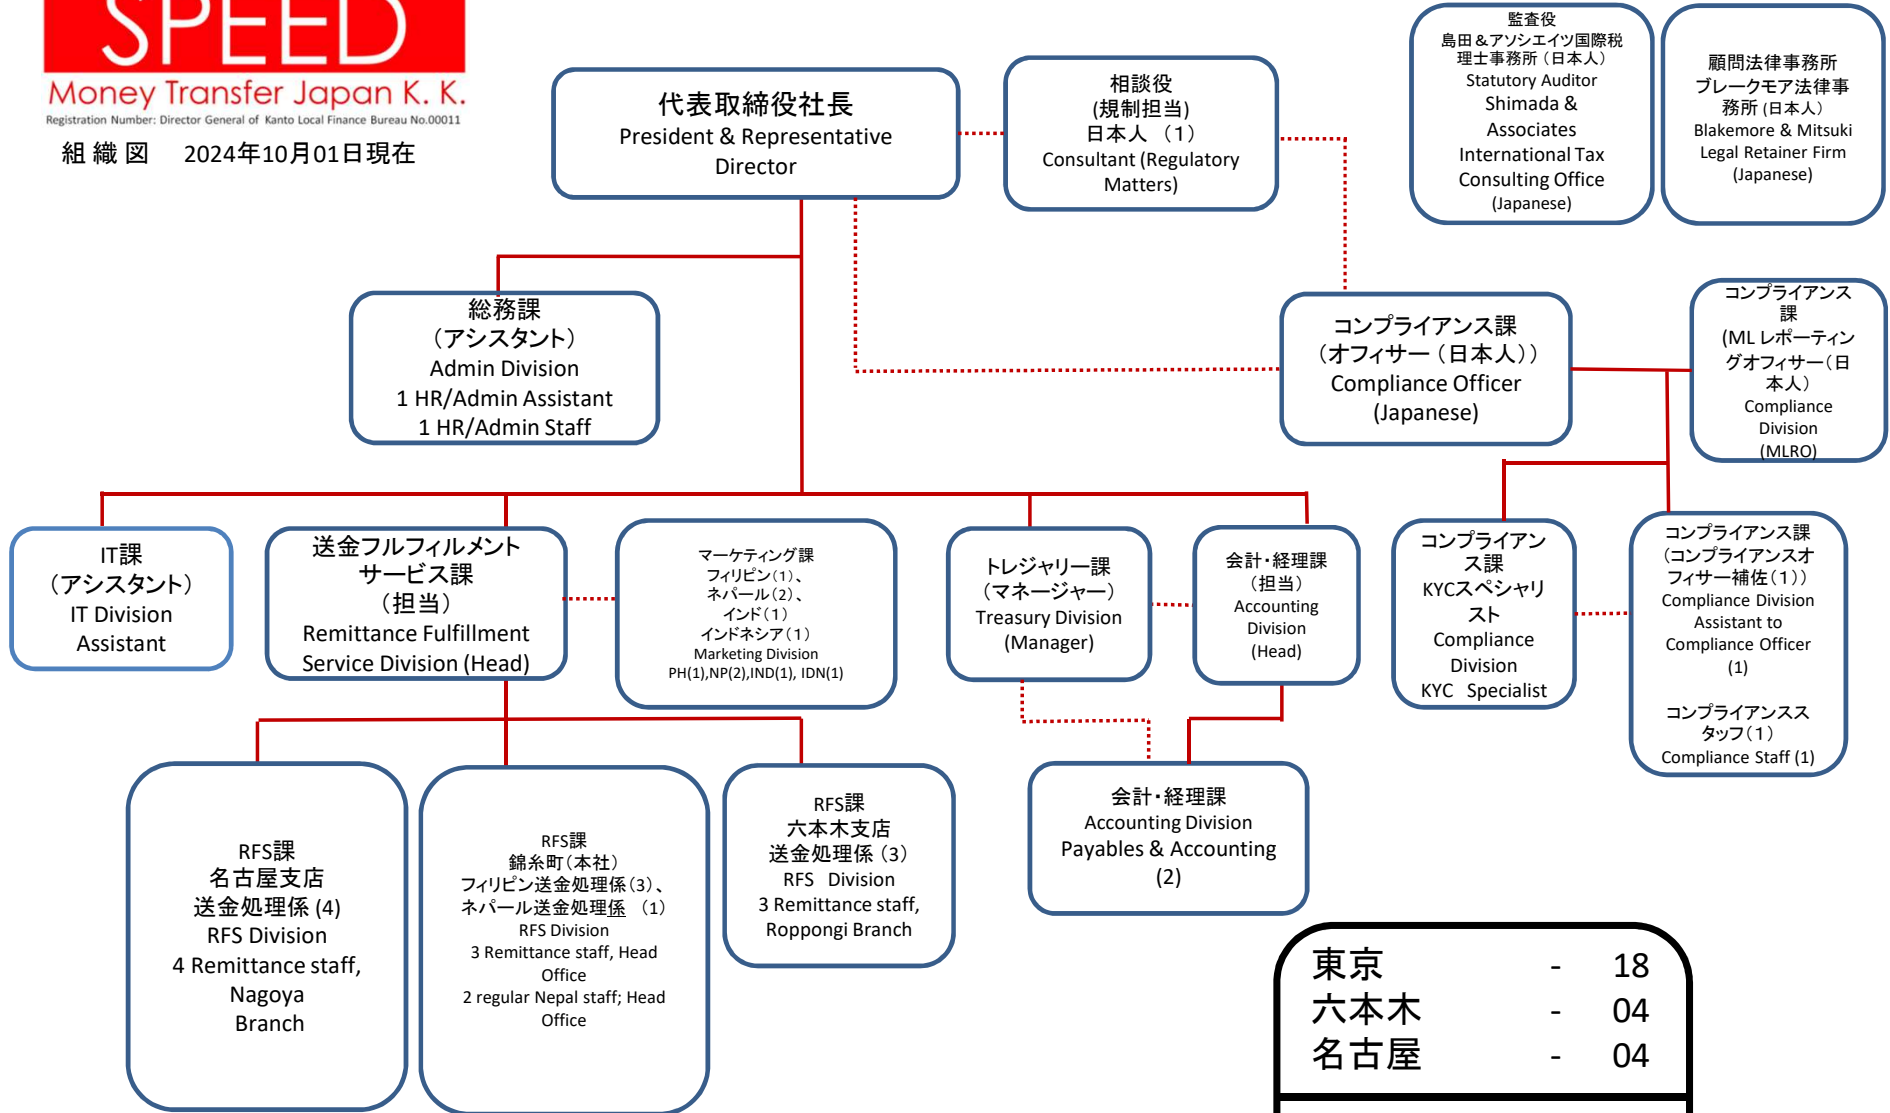 SPEED
Money Transfer Japan K. K.
Registration Number: Director General of Kanto Local Finance Bureau No.00011
組 織 図 2024年10月01日現在
代表取締役社長
President & Representative
Director
相談役
(規制担当)
日本人 （1）
Consultant (Regulatory
Matters)
監査役
島田＆アソシエイツ国際税
理士事務所（日本人）
Statutory Auditor
Shimada &
Associates
International Tax
Consulting Office
(Japanese)
顧問法律事務所
ブレークモア法律事
務所 (日本人）
Blakemore & Mitsuki
Legal Retainer Firm
(Japanese)
総務課
（アシスタント）
Admin Division
1 HR/Admin Assistant
1 HR/Admin Staff
コンプライアンス課
（オフィサー（日本人））
Compliance Officer
(Japanese)
コンプライアンス
課
(ML レポーティン
グオフィサー（日
本人）
Compliance
Division
(MLRO)
IT課
（アシスタント）
IT Division
Assistant
送金フルフィルメント
サービス課
（担当）
Remittance Fulfillment
Service Division (Head)
マーケティング課
フィリピン（1）、
ネパール（2）、
インド（1）
インドネシア（1）
Marketing Division
PH(1),NP(2),IND(1), IDN(1)
トレジャリー課
（マネージャー）
Treasury Division
(Manager)
会計・経理課
（担当）
Accounting
Division
(Head)
コンプライアン
ス課
KYCスペシャリ
スト
Compliance
Division
KYC Specialist
コンプライアンス課
（コンプライアンスオ
フィサー補佐（1））
Compliance Division
Assistant to
Compliance Officer
(1)
コンプライアンスス
タッフ（1）
Compliance Staff (1)
RFS課
名古屋支店
送金処理係 (4)
RFS Division
4 Remittance staff,
Nagoya
Branch
RFS課
錦糸町（本社）
フィリピン送金処理係（3）、
ネパール送金処理係 （1）
RFS Division
3 Remittance staff, Head
Office
2 regular Nepal staff; Head
Office
RFS課
六本木支店
送金処理係（3）
RFS Division
3 Remittance staff,
Roppongi Branch
会計・経理課
Accounting Division
Payables & Accounting
(2)
東京 - 18
六本木 - 04
名古屋 - 04